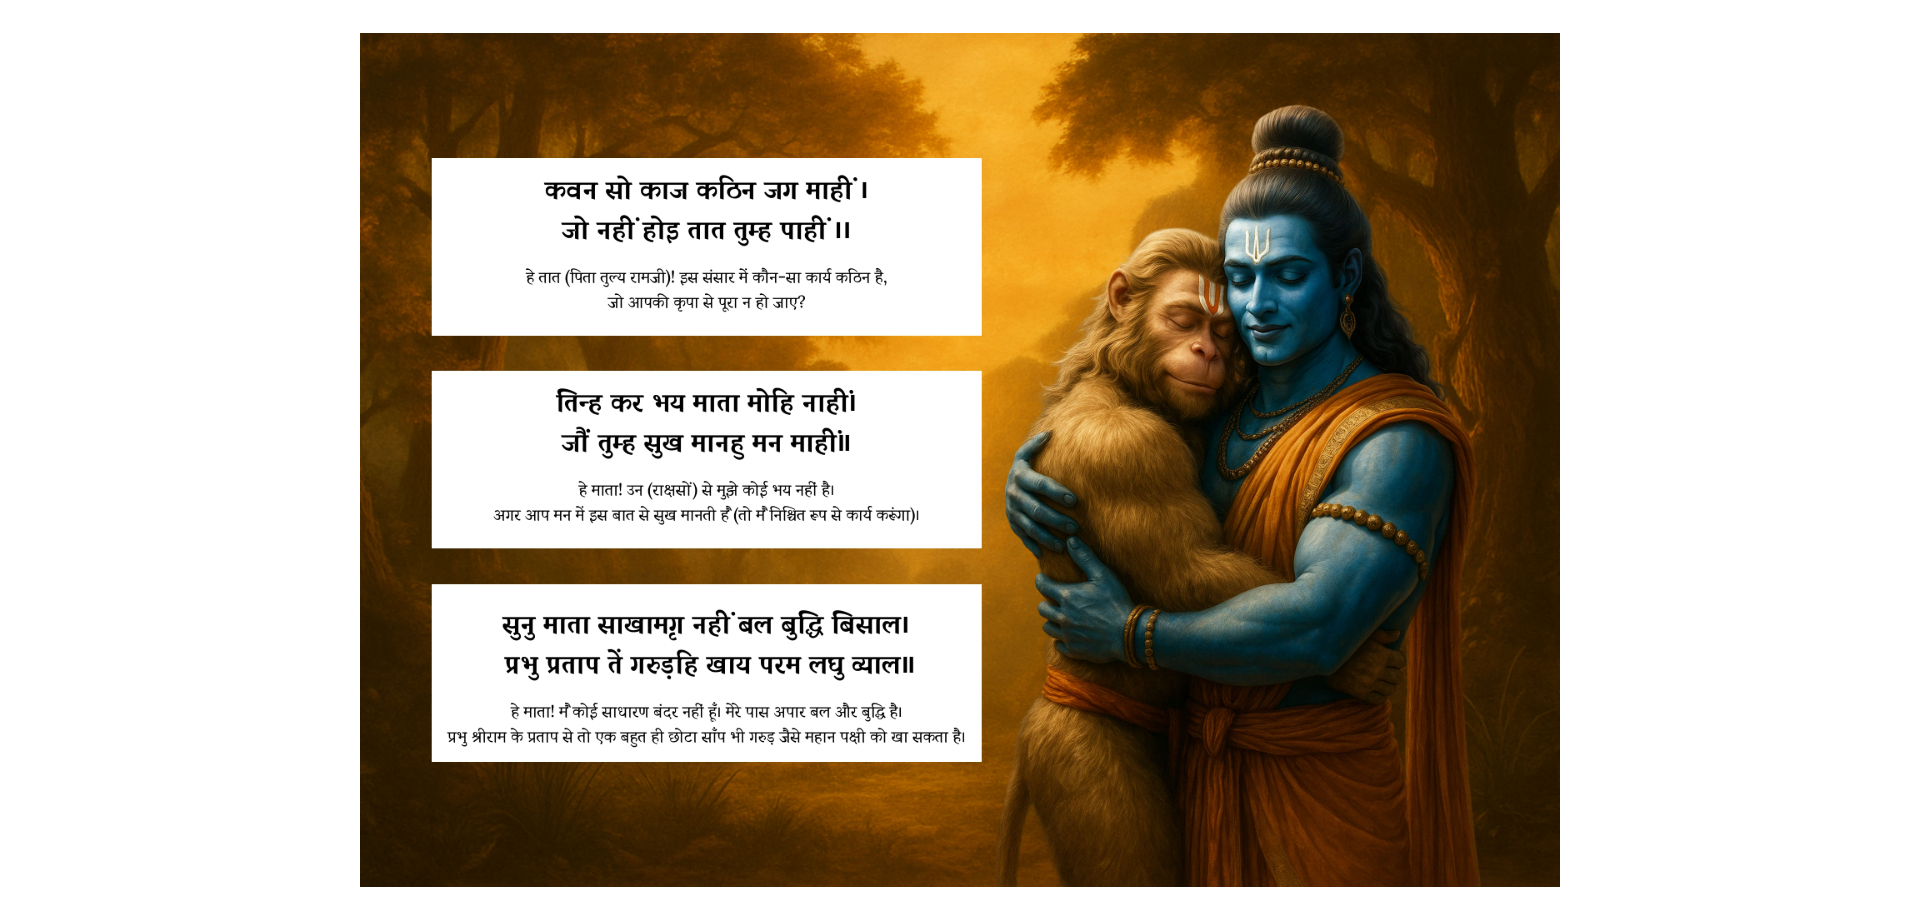 कवन सो काज कठिन जग माहीं ।
जो नहीं होइ तात तुम्ह पाहीं ।।
हे तात (पिता तुल्य रामजी)! इस संसार में कौन-सा कार्य कठिन है,
जो आपकी कृपा से पूरा न हो जाए?
तिन्ह कर भय माता मोहि नाहीं।
जौं तुम्ह सुख मानहु मन माहीं॥
हे माता! उन (राक्षसों) से मुझे कोई भय नहीं है।
अगर आप मन में इस बात से सुख मानती हैं (तो मैं निश्चित रूप से कार्य करूंगा)।
सुनु माता साखामृग नहीं बल बुद्धि बिसाल।
प्रभु प्रताप तें गरुड़हि खाय परम लघु ब्याल॥
हे माता! मैं कोई साधारण बंदर नहीं हूँ। मेरे पास अपार बल और बुद्धि है।
प्रभु श्रीराम के प्रताप से तो एक बहुत ही छोटा साँप भी गरुड़ जैसे महान पक्षी को खा सकता है।